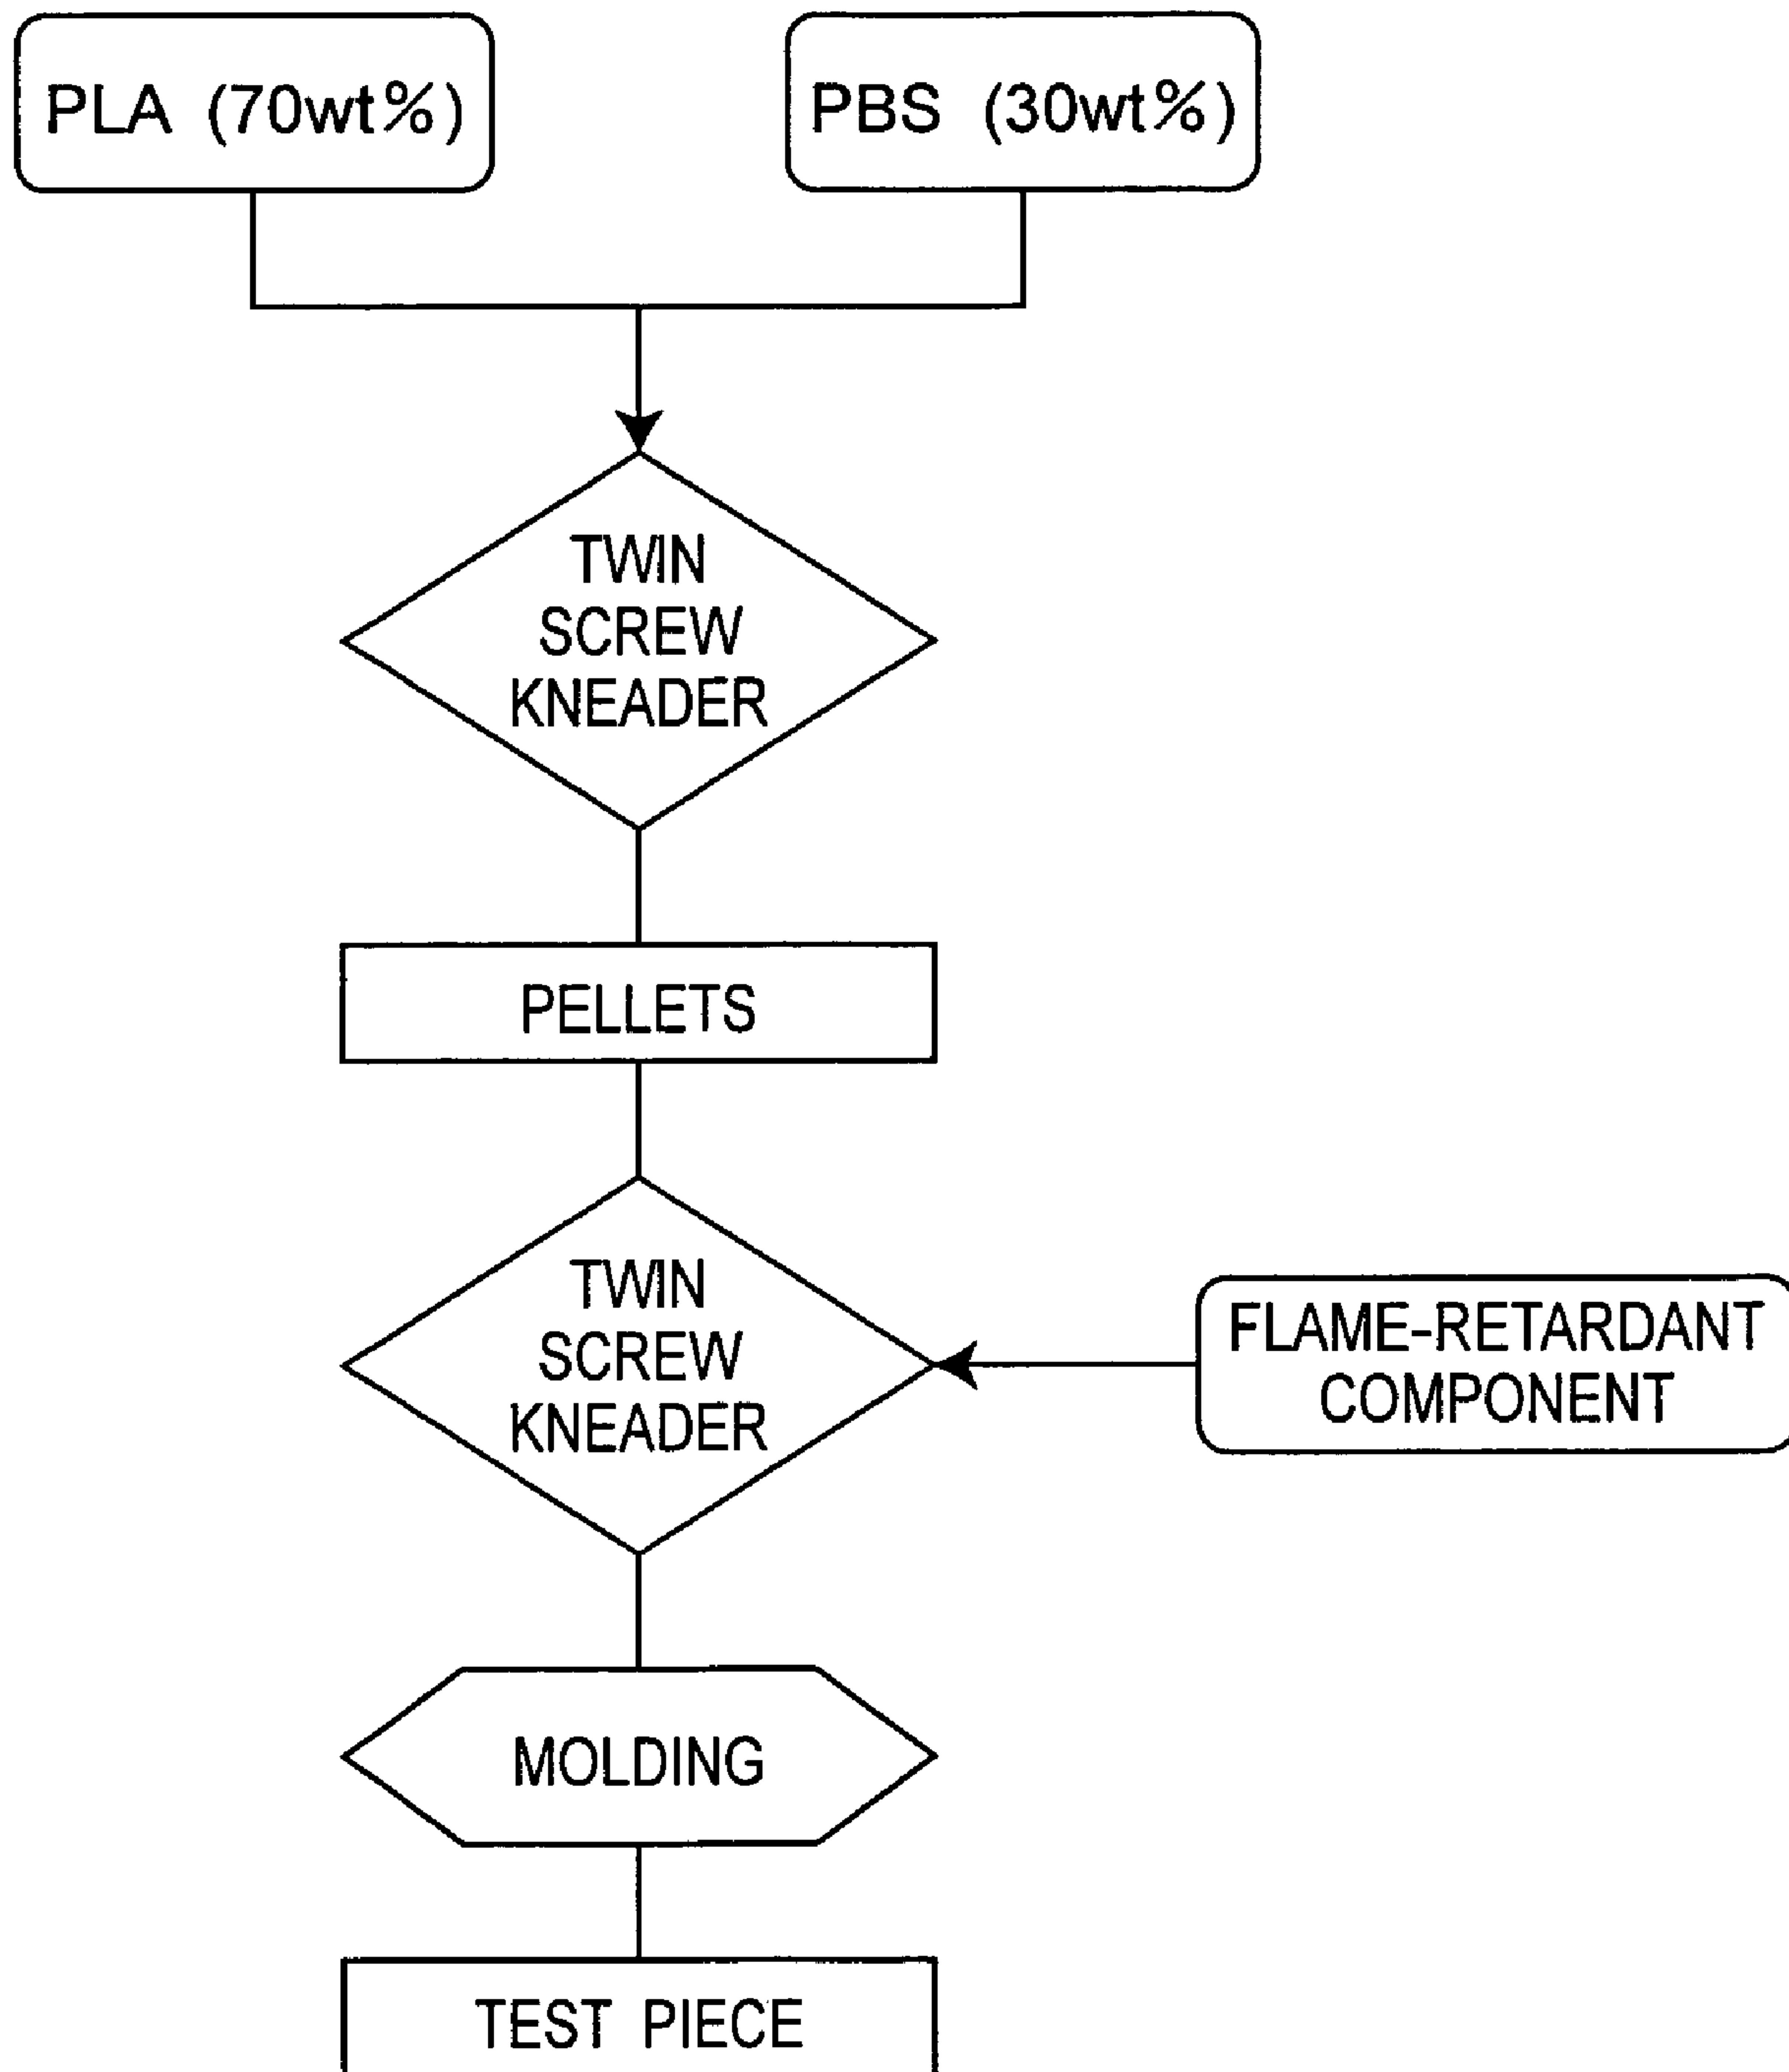 PLA (70wt%)
PBS (30wt%)
TWIN
SCREW
KNEADER
PELLETS
TWIN
SCREW
KNEADER
FLAME-RETARDANT
COMPONENT
MOLDING
TEST PIECE